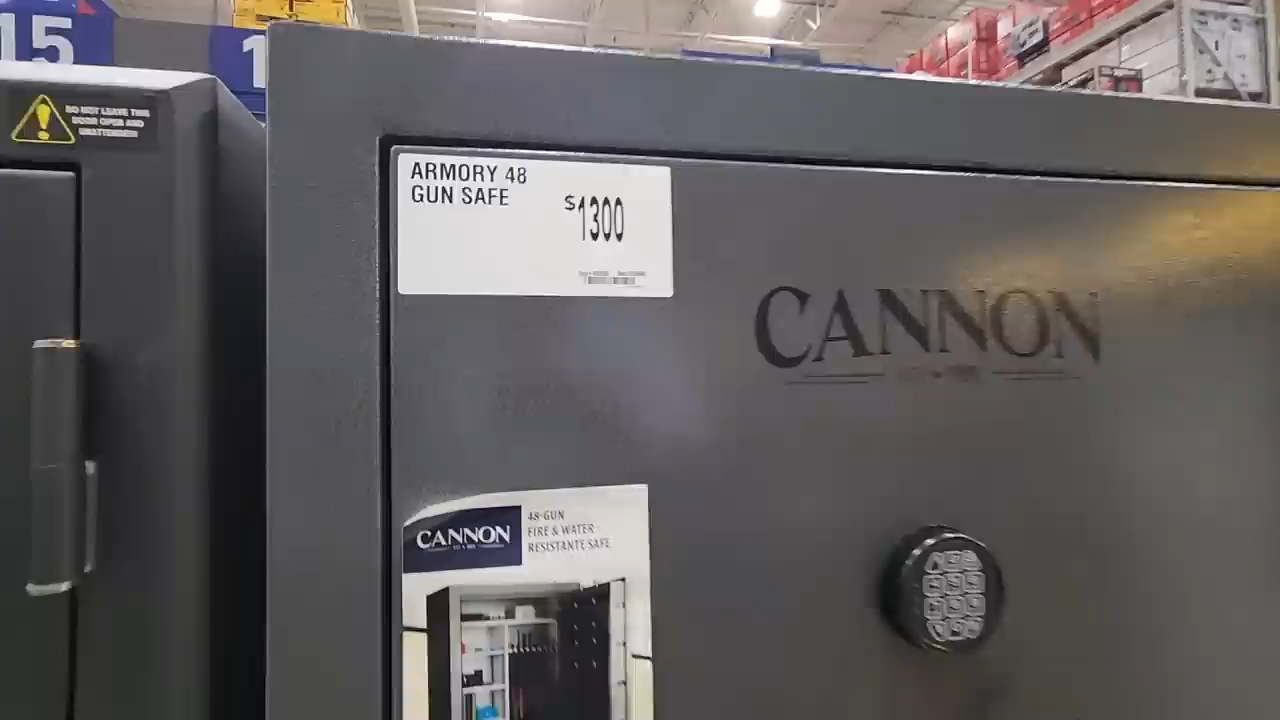 15
1
DO NOT LEAVE THIS
DOOR OPEN AND
UNATTENDED!
ARMORY 48
GUN SAFE
$1300
CANNON
CANNON
48-GUN
FIRE & WATER
RESISTANTE SAFE